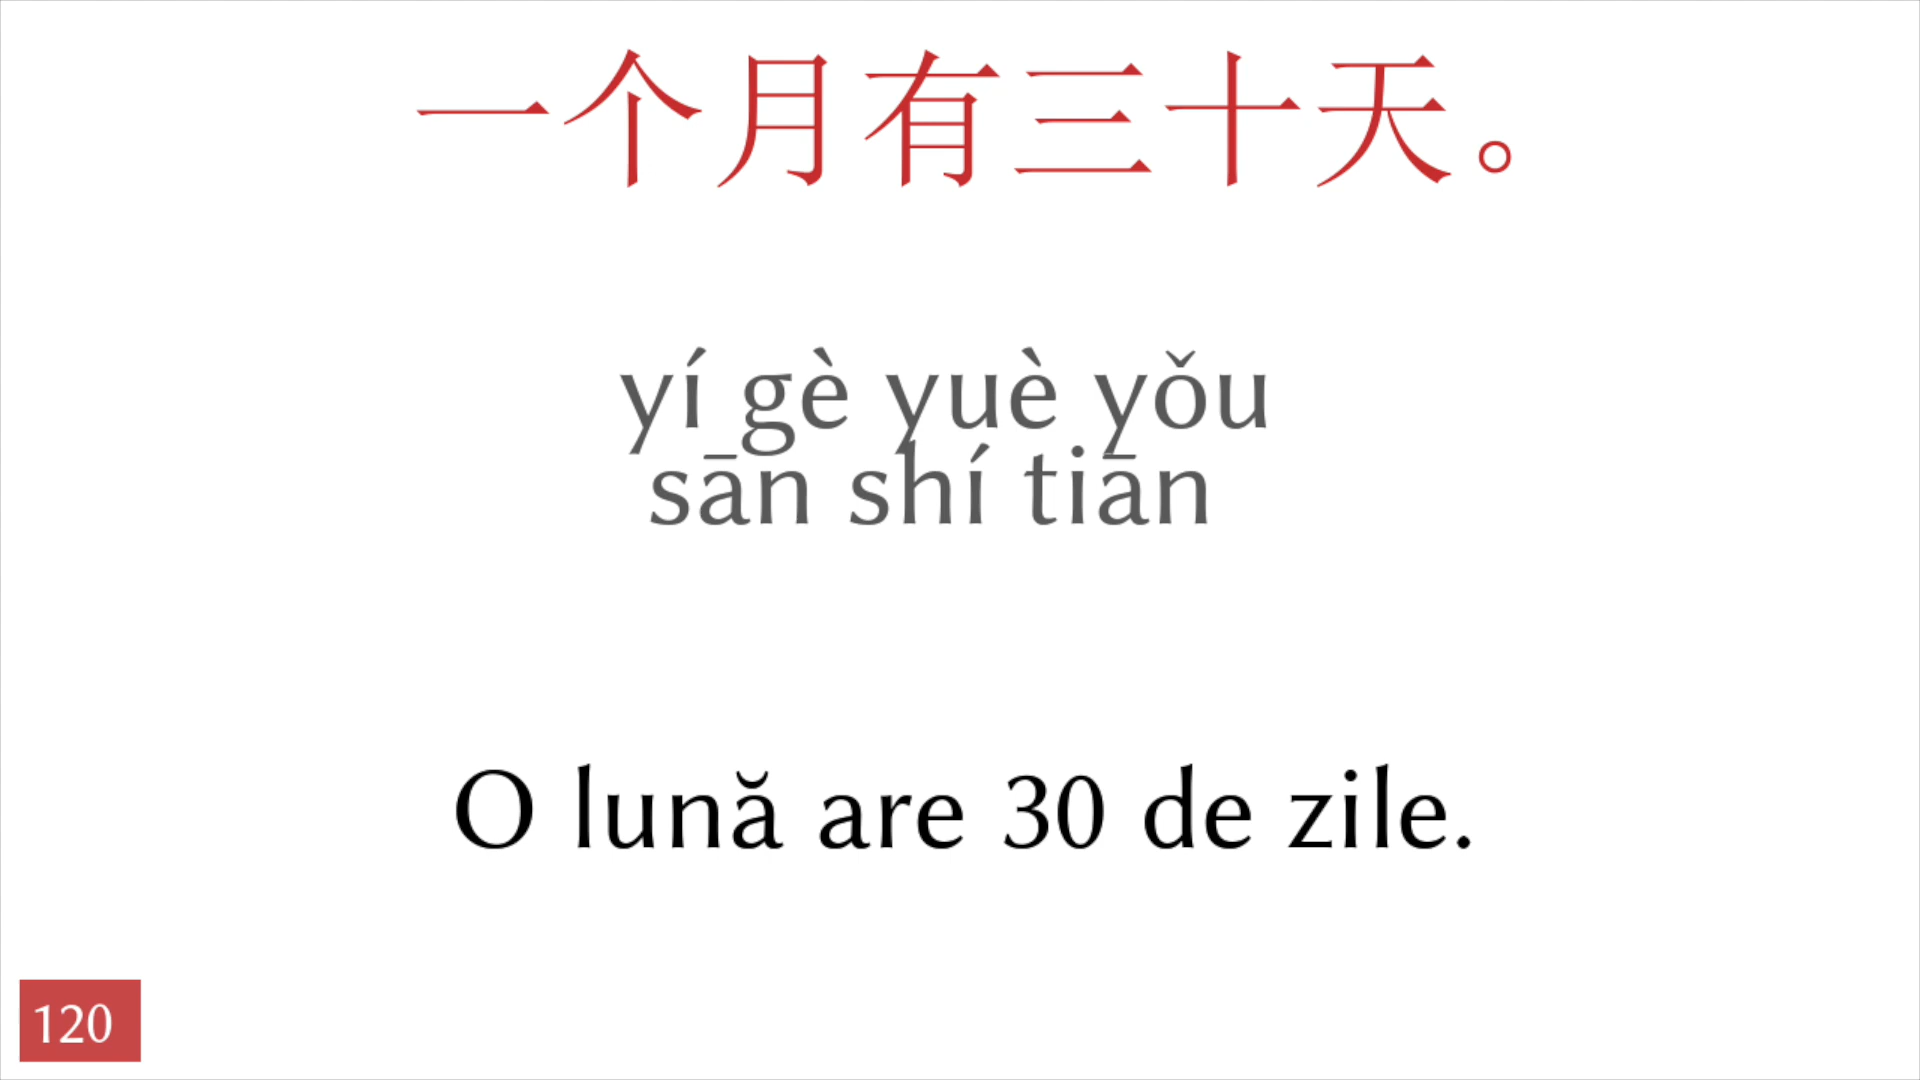 一个月有三十天。
yí gè yuè yǒu
sān shí tiān
O lună are 30 de zile.
120